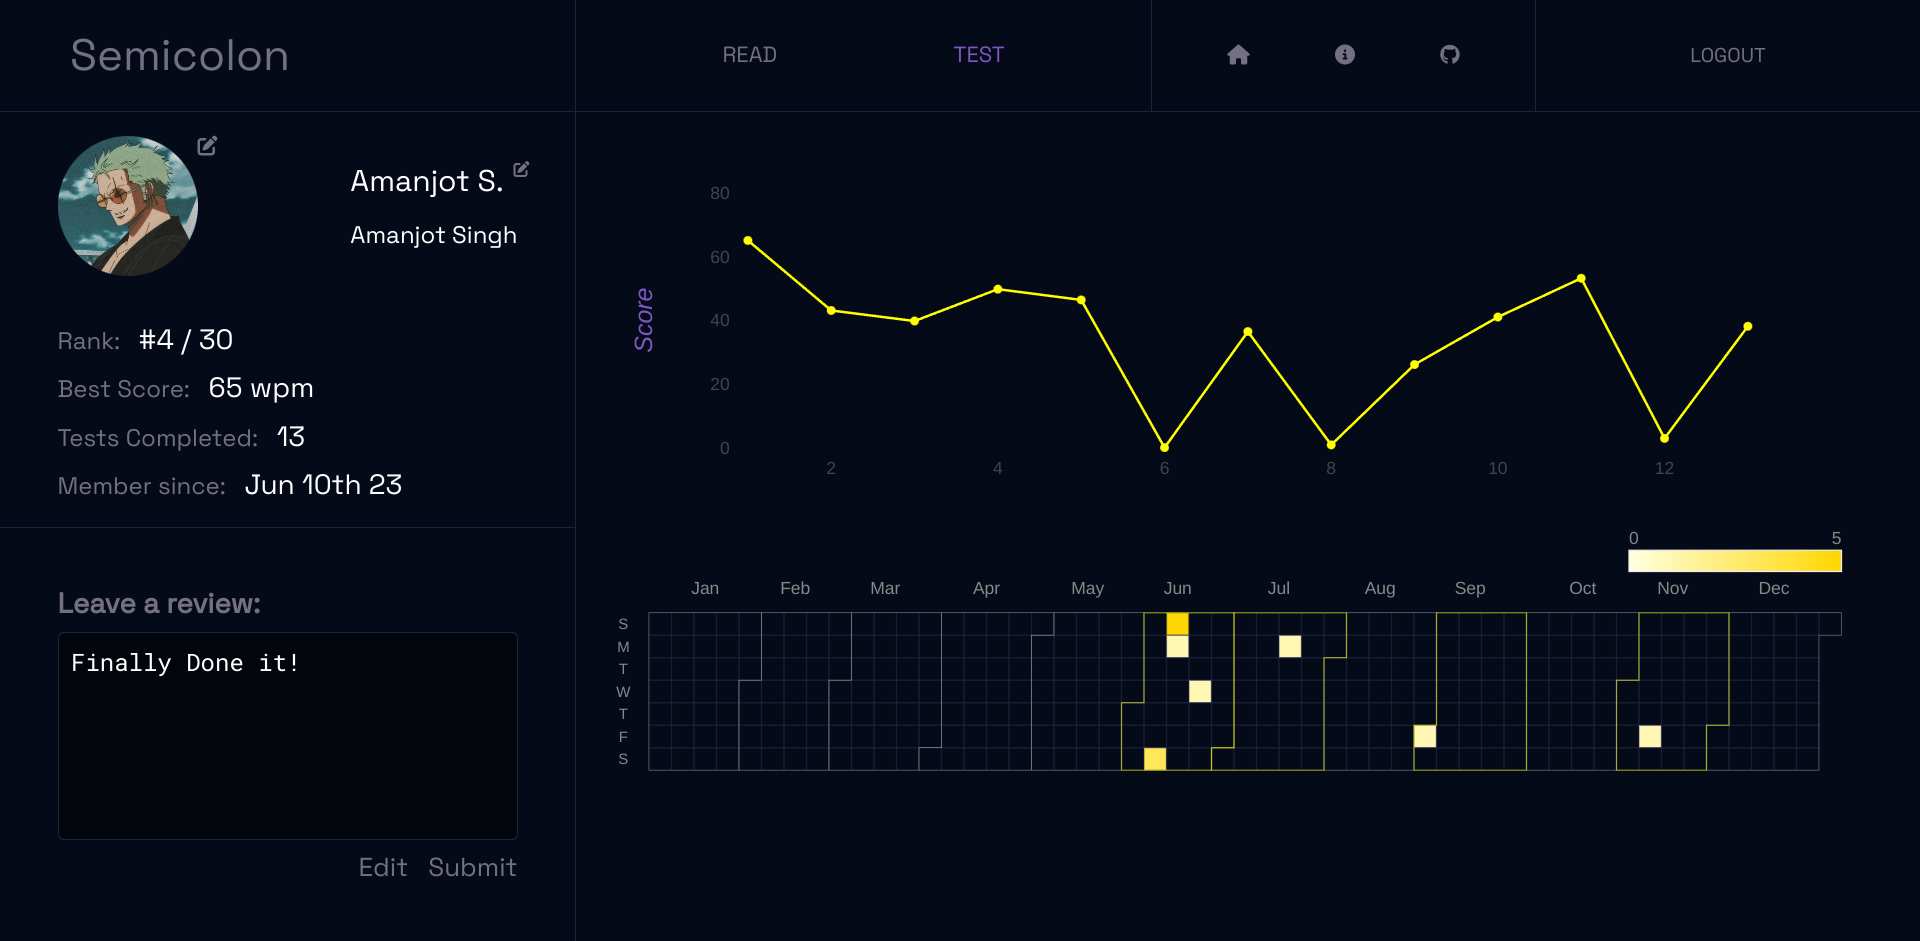 Semicolon
READ TEST
LOGOUT
Amanjot S.
Amanjot Singh
Rank: #4 / 30
Best Score: 65 wpm
Tests Completed: 13
Member since: Jun 10th 23
Leave a review:
Finally Done it!
Edit Submit
Score
80
60
40
20
0
2 4 6 8 10 12
0 5
Jan Feb Mar Apr May Jun Jul Aug Sep Oct Nov Dec
S
M
T
W
T
F
S